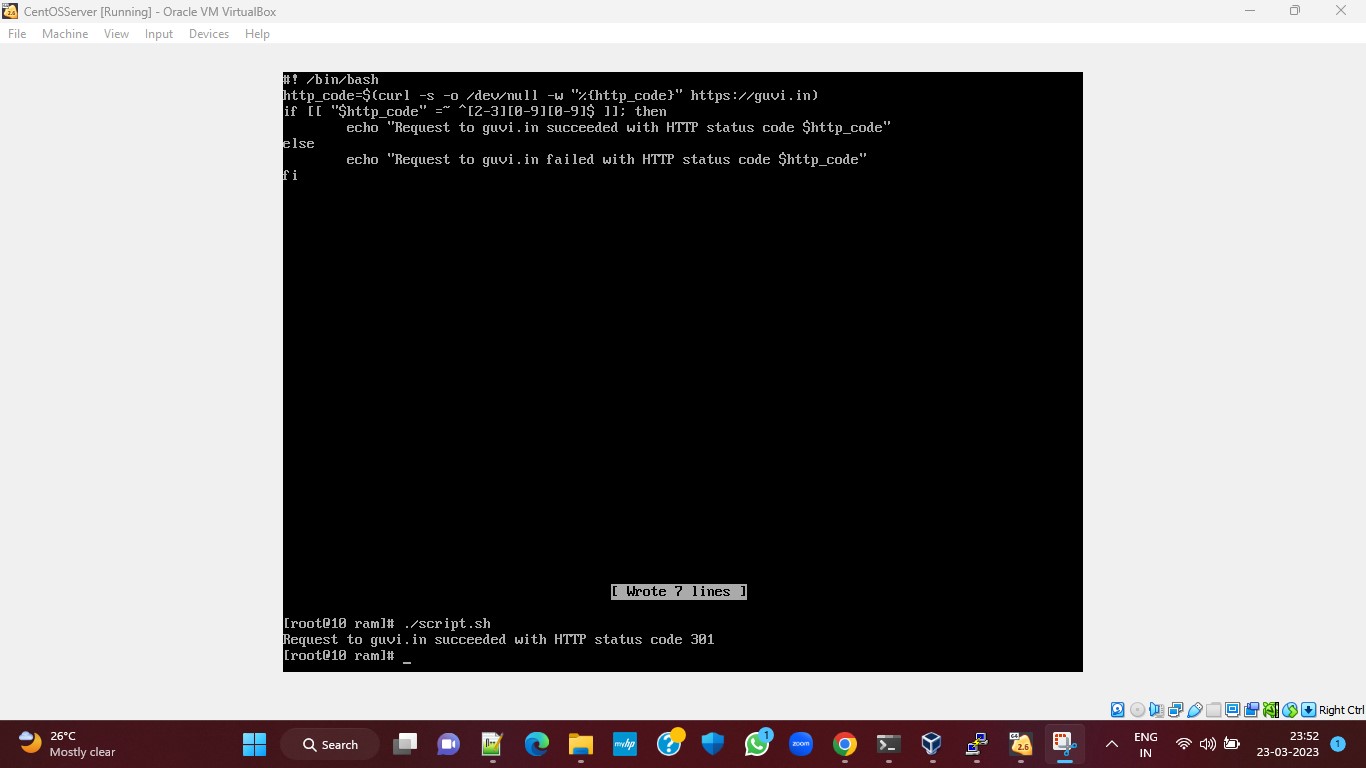 CentOSServer [Running] - Oracle VM VirtualBox
File Machine View Input Devices Help
#! /bin/bash
http_code=$(curl -s -o /dev/null -w "%{http_code}" https://guvi.in)
if [[ "$http_code" =~ ^[2-3][0-9][0-9]$ ]]; then
        echo "Request to guvi.in succeeded with HTTP status code $http_code"
else
        echo "Request to guvi.in failed with HTTP status code $http_code"
fi
[ Wrote 7 lines ]
[root@10 ram]# ./script.sh
Request to guvi.in succeeded with HTTP status code 301
[root@10 ram]# _
Right Ctrl
26°C
Mostly clear
Search
myhp
1
zoom
2.6
ENG
IN
23:52
23-03-2023
1